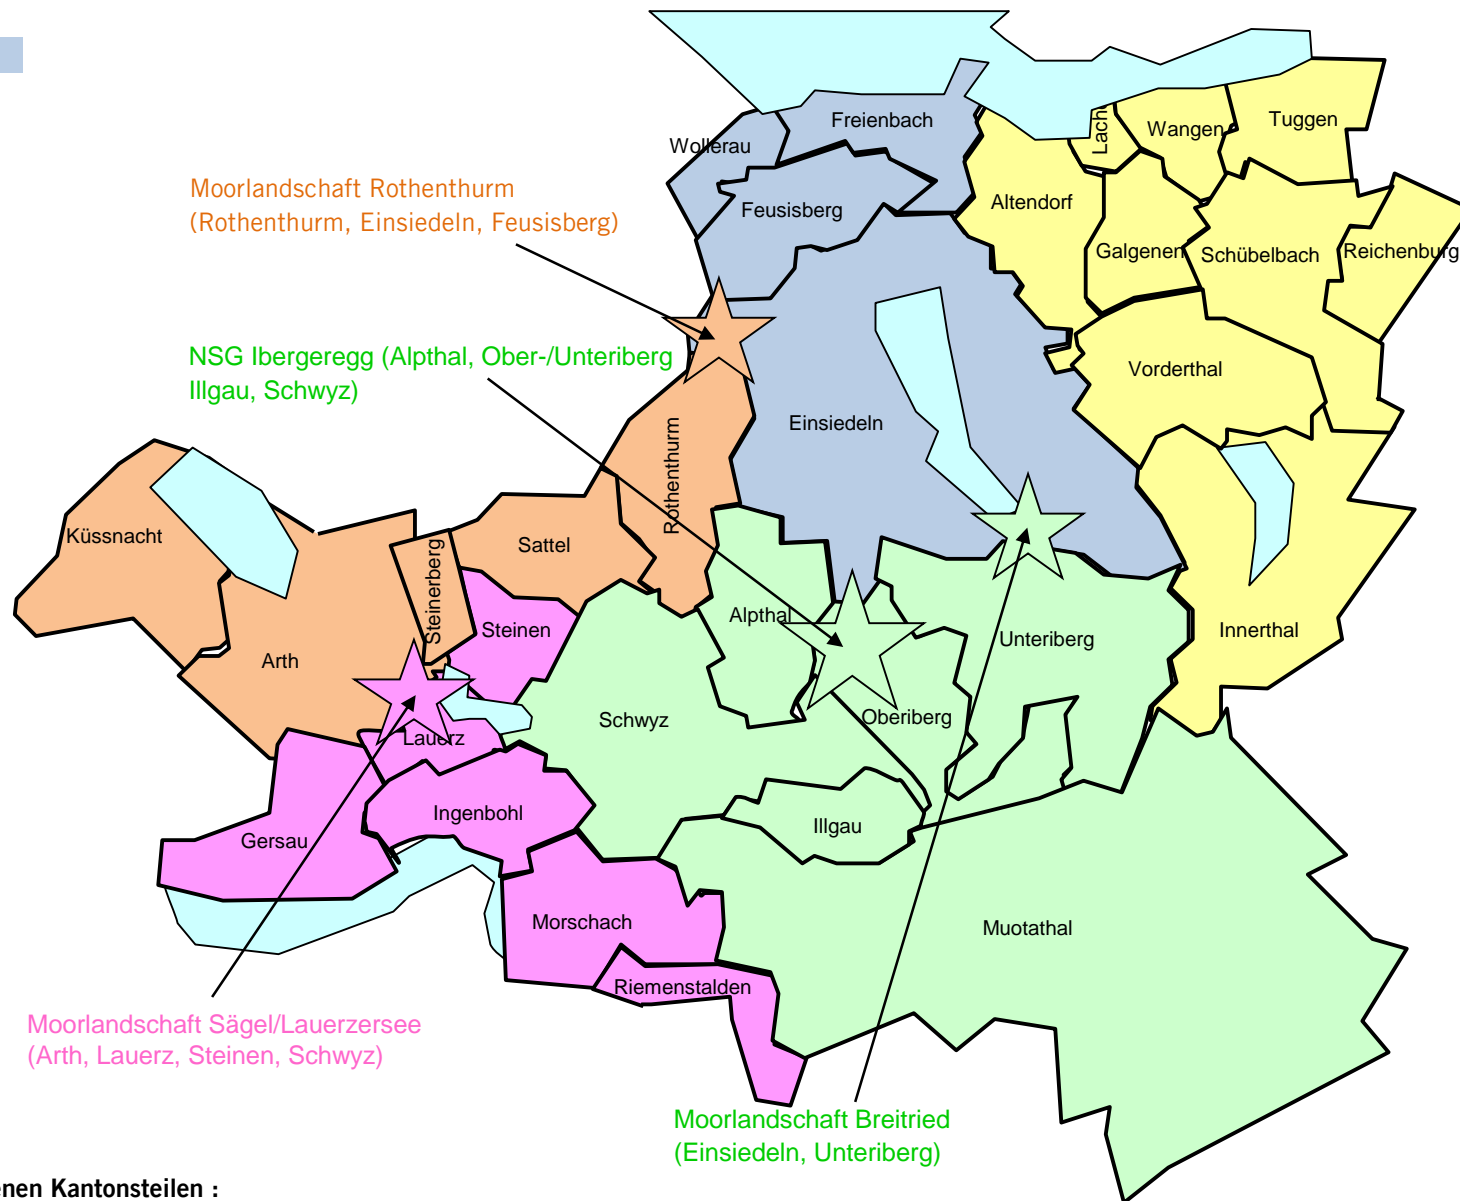 Freienbach
Wollerau
Lach
Wangen
Tuggen
Moorlandschaft Rothenthurm
(Rothenthurm, Einsiedeln, Feusisberg)
Feusisberg
Altendorf
Galgenen
Schübelbach
Reichenburg
NSG Ibergeregg (Alpthal, Ober-/Unteriberg
Illgau, Schwyz)
Vorderthal
Einsiedeln
Rothenthurm
Küssnacht
Sattel
Steinerberg
Steinen
Alpthal
Unteriberg
Innerthal
Arth
Schwyz
Oberiberg
Lauerz
Ingenbohl
Illgau
Gersau
Morschach
Muotathal
Riemenstalden
Moorlandschaft Sägel/Lauerzersee
(Arth, Lauerz, Steinen, Schwyz)
Moorlandschaft Breitried
(Einsiedeln, Unteriberg)
enen Kantonsteilen :